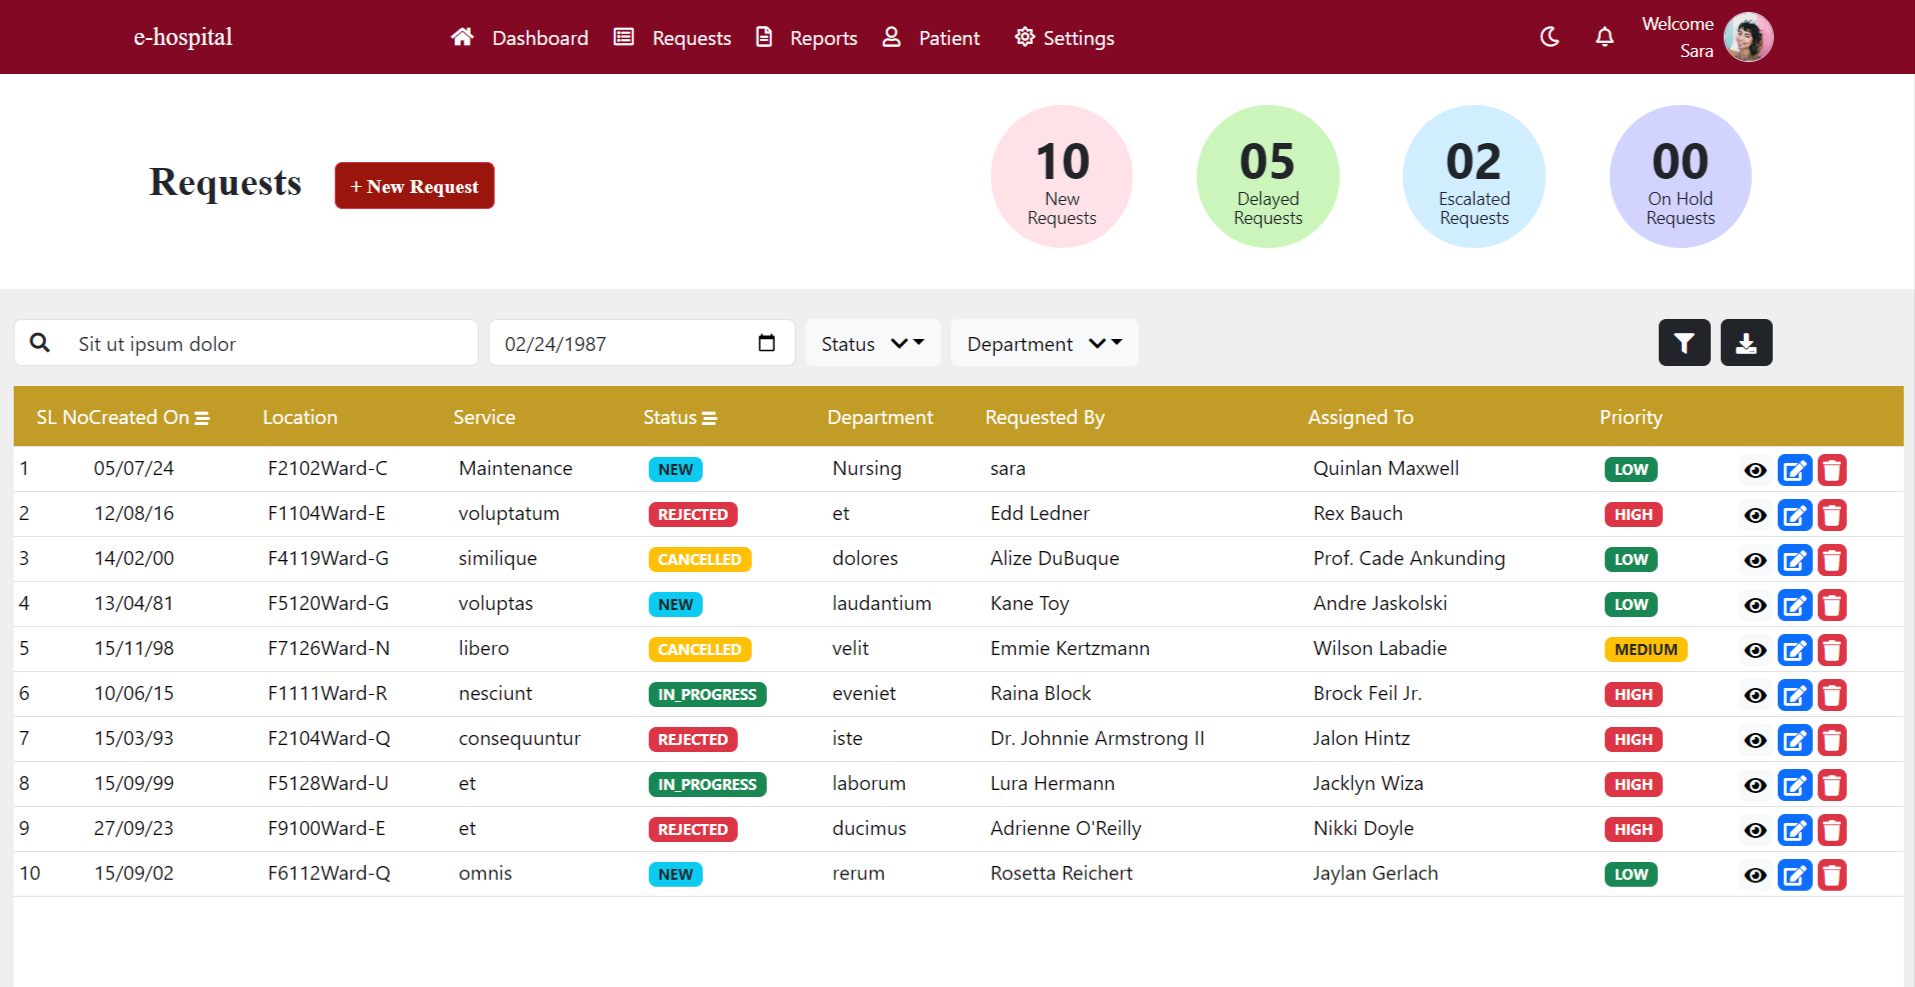 e-hospital Dashboard Requests Reports Patient Settings Welcome
Sara
Requests + New Request
10
New
Requests
05
Delayed
Requests
02
Escalated
Requests
00
On Hold
Requests
Sit ut ipsum dolor 02/24/1987 Status Department
SL NoCreated On Location Service Status Department Requested By Assigned To Priority
1 05/07/24 F2102Ward-C Maintenance NEW Nursing sara Quinlan Maxwell LOW
2 12/08/16 F1104Ward-E voluptatum REJECTED et Edd Ledner Rex Bauch HIGH
3 14/02/00 F4119Ward-G similique CANCELLED dolores Alize DuBuque Prof. Cade Ankunding LOW
4 13/04/81 F5120Ward-G voluptas NEW laudantium Kane Toy Andre Jaskolski LOW
5 15/11/98 F7126Ward-N libero CANCELLED velit Emmie Kertzmann Wilson Labadie MEDIUM
6 10/06/15 F1111Ward-R nesciunt IN_PROGRESS eveniet Raina Block Brock Feil Jr. HIGH
7 15/03/93 F2104Ward-Q consequuntur REJECTED iste Dr. Johnnie Armstrong II Jalon Hintz HIGH
8 15/09/99 F5128Ward-U et IN_PROGRESS laborum Lura Hermann Jacklyn Wiza HIGH
9 27/09/23 F9100Ward-E et REJECTED ducimus Adrienne O'Reilly Nikki Doyle HIGH
10 15/09/02 F6112Ward-Q omnis NEW rerum Rosetta Reichert Jaylan Gerlach LOW